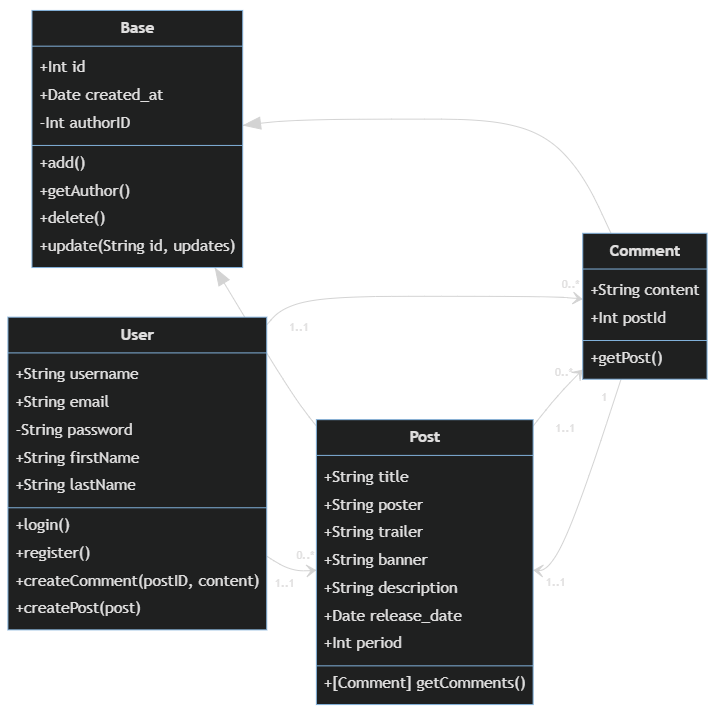 Base
+Int id
+Date created_at
-Int authorID
+add()
+getAuthor()
+delete()
+update(String id, updates)
Comment
+String content
+Int postId
+getPost()
0..*
1..1
User
+String username
+String email
-String password
+String firstName
+String lastName
+login()
+register()
+createComment(postID, content)
+createPost(post)
0..*
1..1
1
Post
+String title
+String poster
+String trailer
+String banner
+String description
+Date release_date
+Int period
+[Comment] getComments()
0..*
1..1
1..1